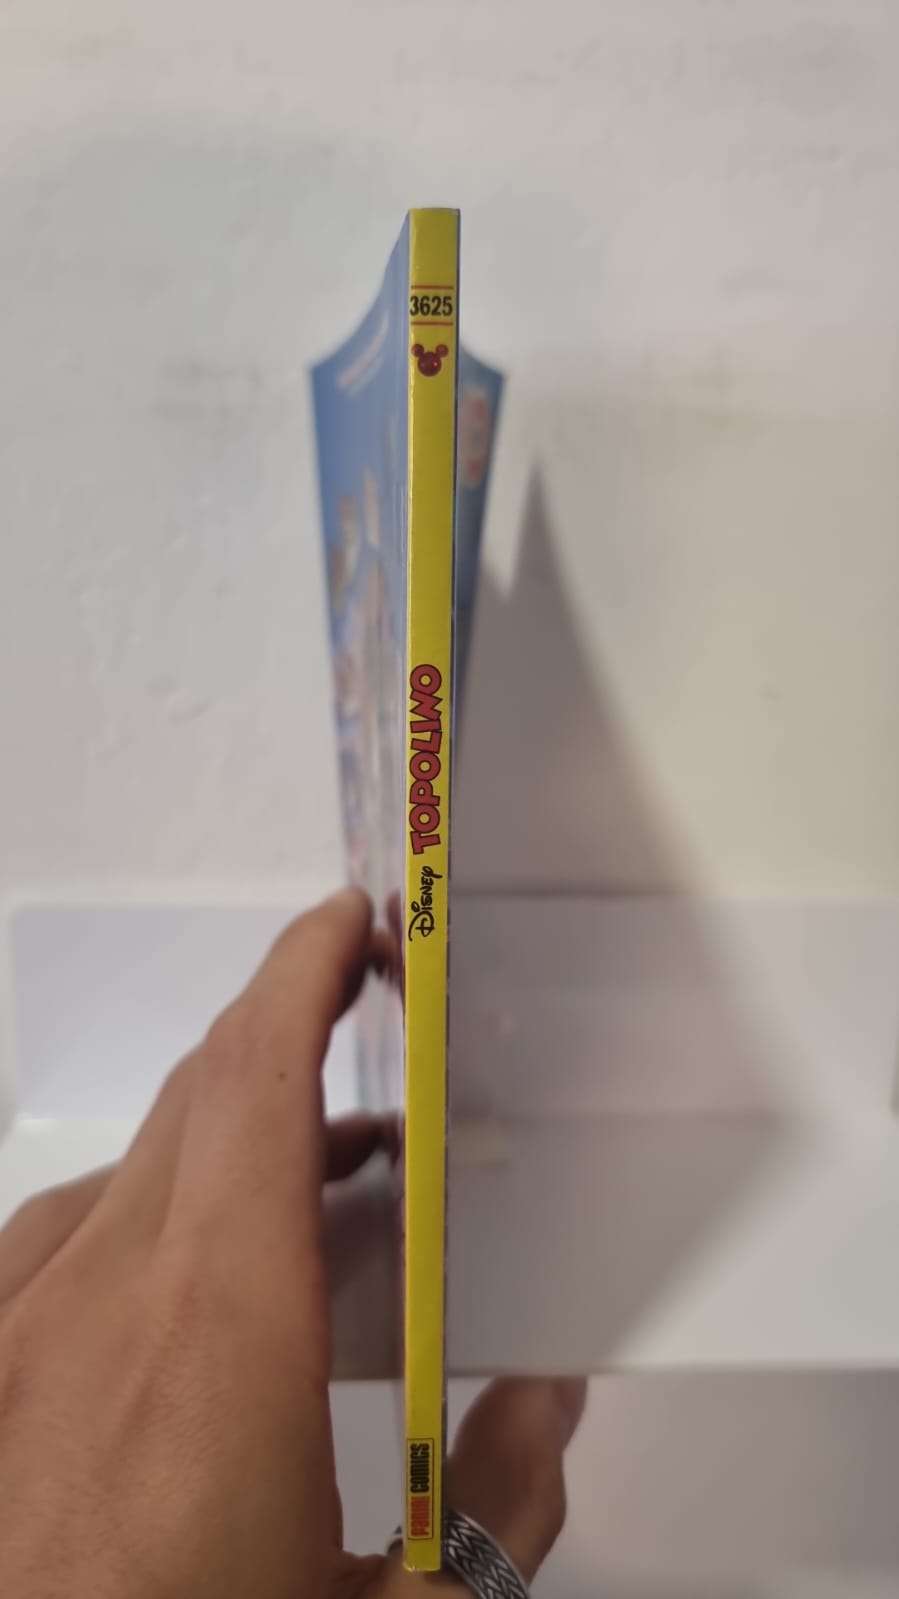 3625
Disney TOPOLINO
PANINI COMICS